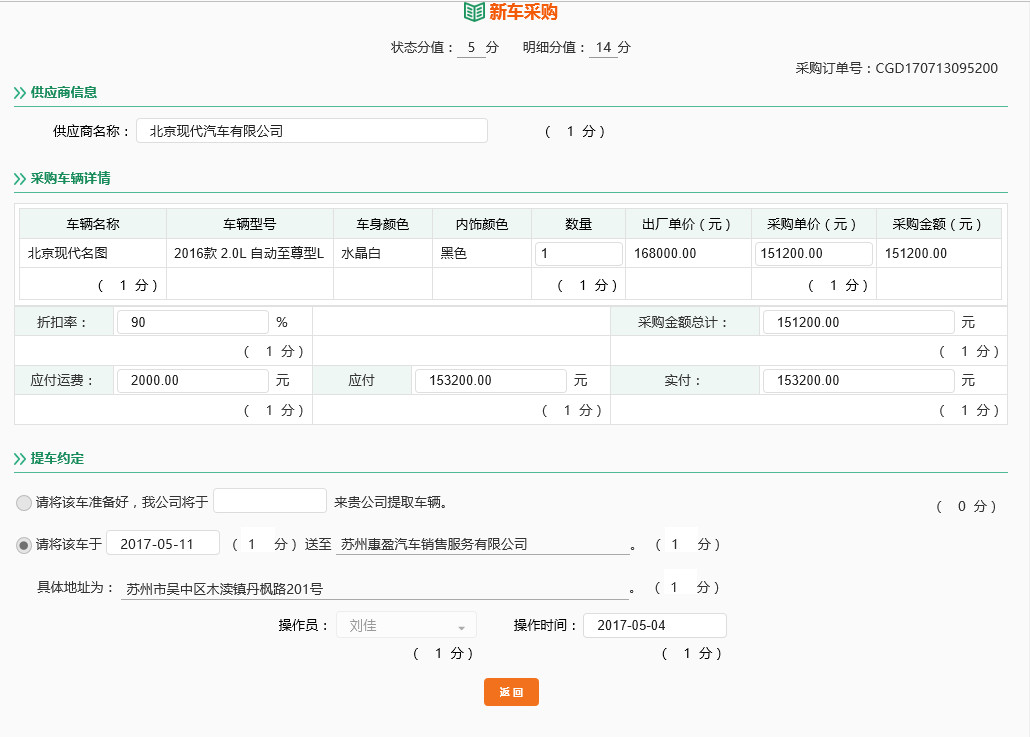 新车采购
状态分值： 5 分 明细分值： 14 分
采购订单号：CGD170713095200
供应商信息
供应商名称： 北京现代汽车有限公司 （ 1 分）
采购车辆详情
车辆名称 车辆型号 车身颜色 内饰颜色 数量 出厂单价（元） 采购单价（元） 采购金额（元）
北京现代名图 2016款 2.0L 自动至尊型L 水晶白 黑色 1 168000.00 151200.00 151200.00
（ 1 分） （ 1 分） （ 1 分）
折扣率： 90 % 采购金额总计： 151200.00 元
（ 1 分） （ 1 分）
应付运费： 2000.00 元 应付 153200.00 元 实付： 153200.00 元
（ 1 分） （ 1 分） （ 1 分）
提车约定
请将该车准备好，我公司将于 来贵公司提取车辆。 （ 0 分）
请将该车于 2017-05-11 （ 1 分）送至 苏州惠盈汽车销售服务有限公司 。 （ 1 分）
具体地址为： 苏州市吴中区木渎镇丹枫路201号 。 （ 1 分）
操作员： 刘佳 操作时间： 2017-05-04
（ 1 分） （ 1 分）
返回